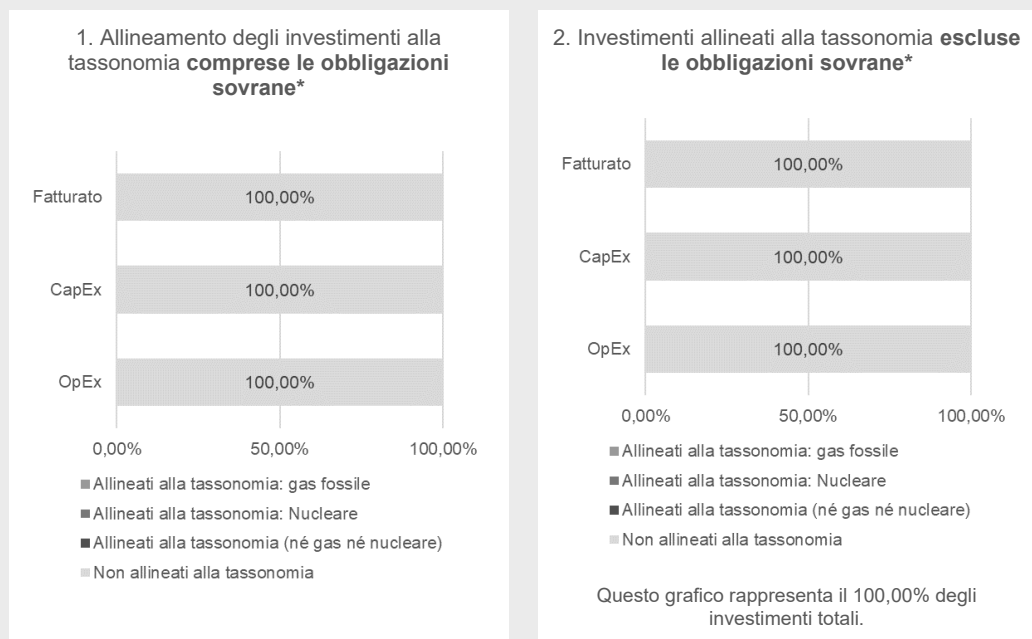 1. Allineamento degli investimenti alla
tassonomia comprese le obbligazioni
sovrane*
Fatturato
100,00%
CapEx
100,00%
OpEx
100,00%
0,00%
50,00%
100,00%
Allineati alla tassonomia: gas fossile
Allineati alla tassonomia: Nucleare
Allineati alla tassonomia (né gas né nucleare)
Non allineati alla tassonomia
2. Investimenti allineati alla tassonomia escluse
le obbligazioni sovrane*
Fatturato
100,00%
CapEx
100,00%
OpEx
100,00%
0,00%
50,00%
100,00%
Allineati alla tassonomia: gas fossile
Allineati alla tassonomia: Nucleare
Allineati alla tassonomia (né gas né nucleare)
Non allineati alla tassonomia
Questo grafico rappresenta il 100,00% degli
investimenti totali.